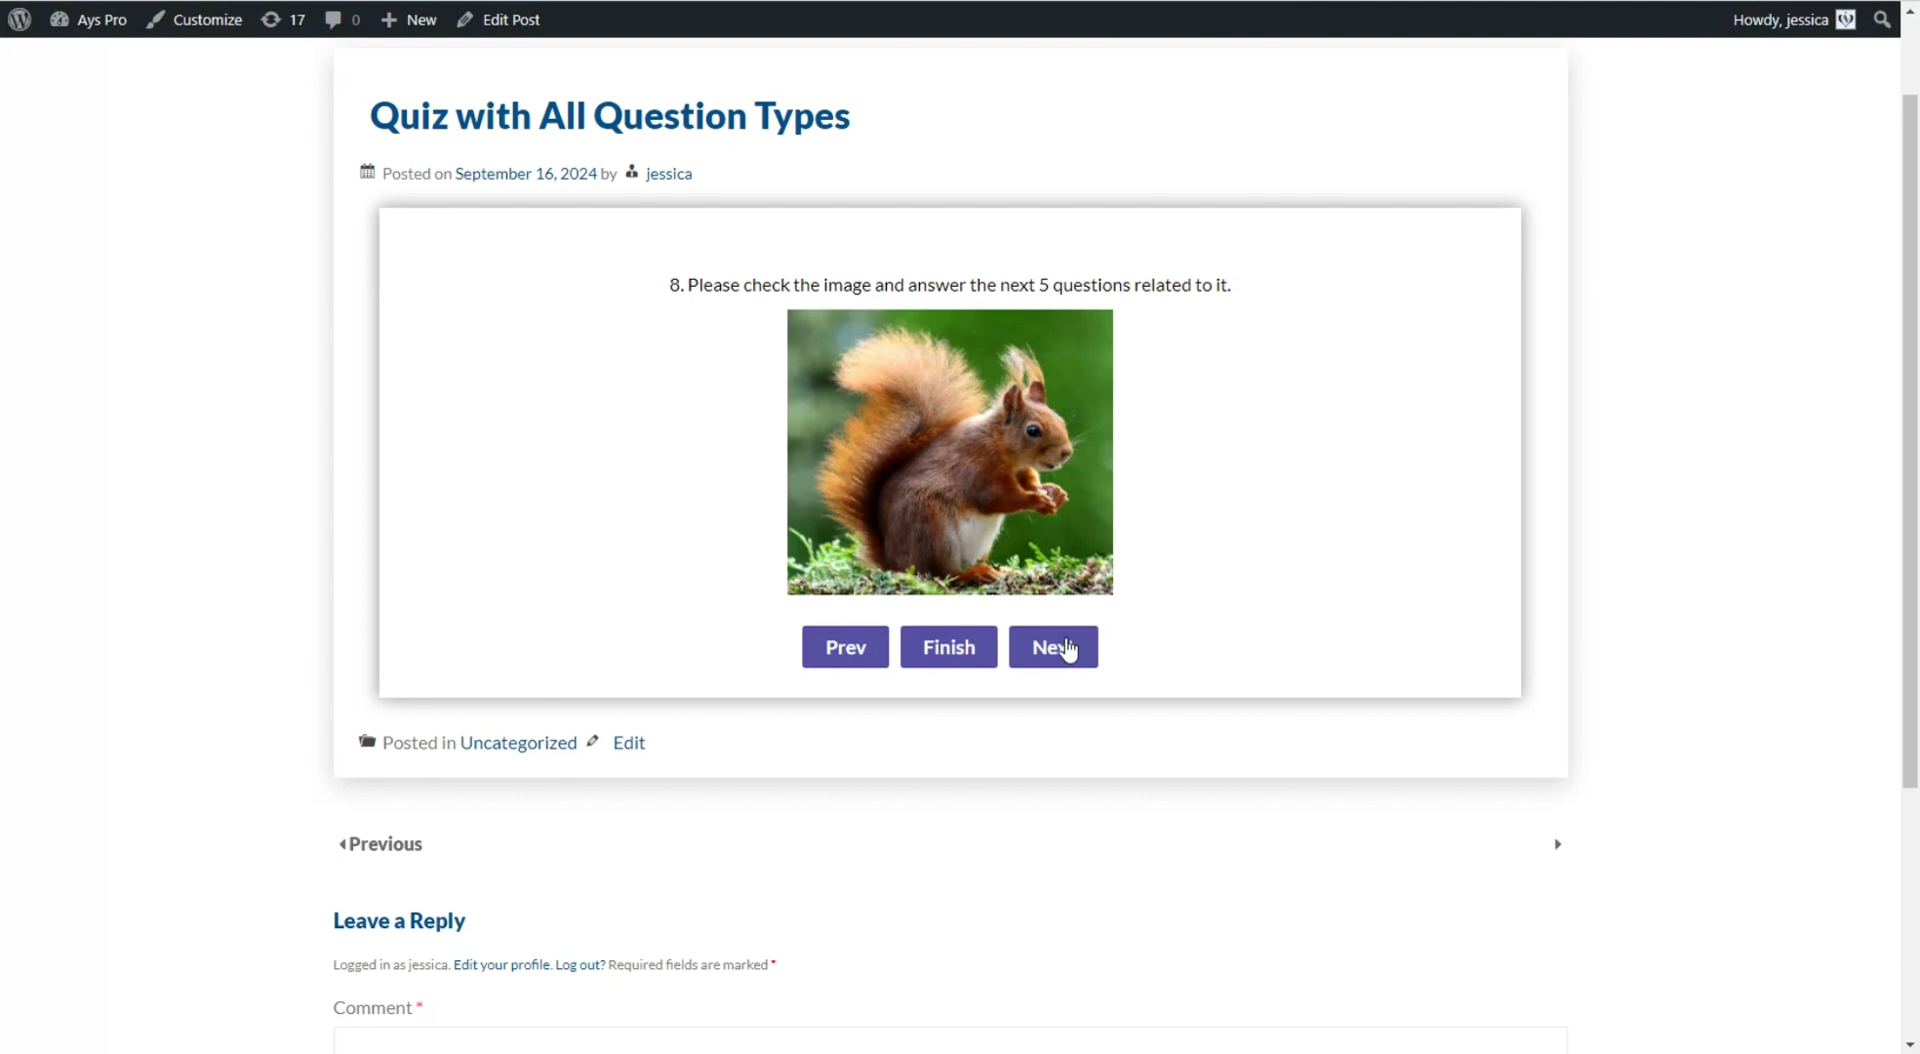 Ays Pro Customize 17 0 New Edit Post Howdy, jessica
Quiz with All Question Types
Posted on September 16, 2024 by jessica
8. Please check the image and answer the next 5 questions related to it.
Prev Finish Next
Posted in Uncategorized Edit
Previous
Leave a Reply
Logged in as jessica. Edit your profile. Log out? Required fields are marked *
Comment *